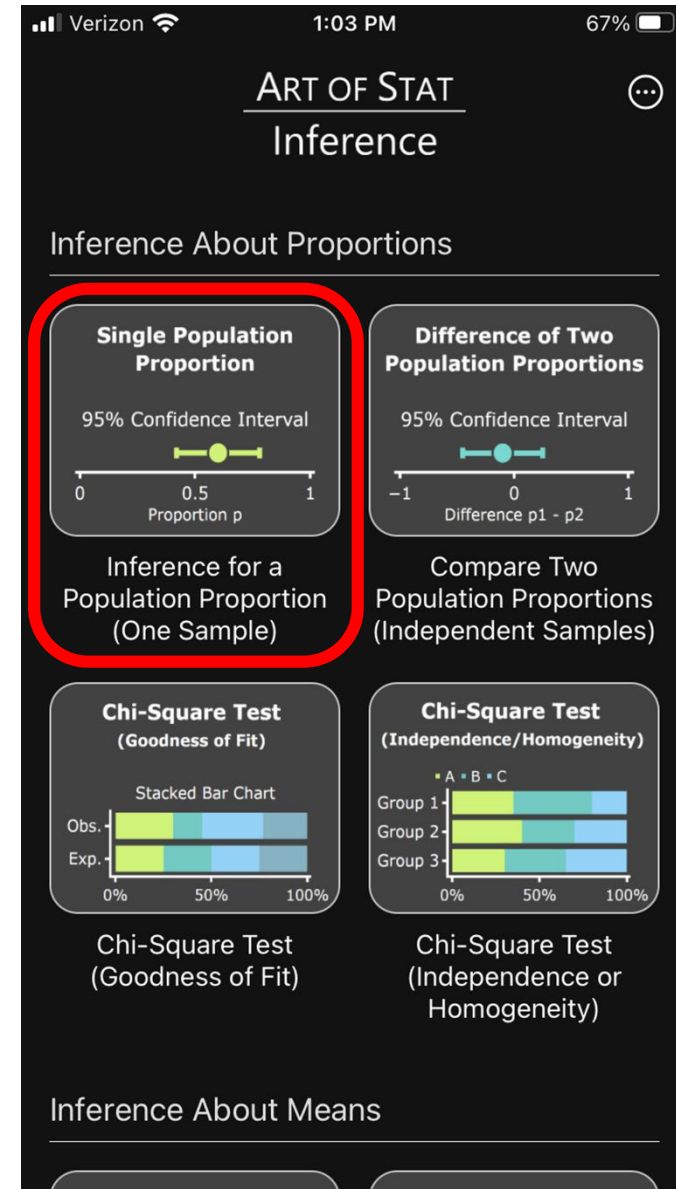 Verizon 1:03 PM 67%
ART OF STAT
Inference
Inference About Proportions
Single Population
Proportion
95% Confidence Interval
0 0.5 1
Proportion p
Inference for a
Population Proportion
(One Sample)
Difference of Two
Population Proportions
95% Confidence Interval
−1 0 1
Difference p1 - p2
Compare Two
Population Proportions
(Independent Samples)
Chi-Square Test
(Goodness of Fit)
Stacked Bar Chart
Obs.
Exp.
0% 50% 100%
Chi-Square Test
(Goodness of Fit)
Chi-Square Test
(Independence/Homogeneity)
A B C
Group 1
Group 2
Group 3
0% 50% 100%
Chi-Square Test
(Independence or
Homogeneity)
Inference About Means